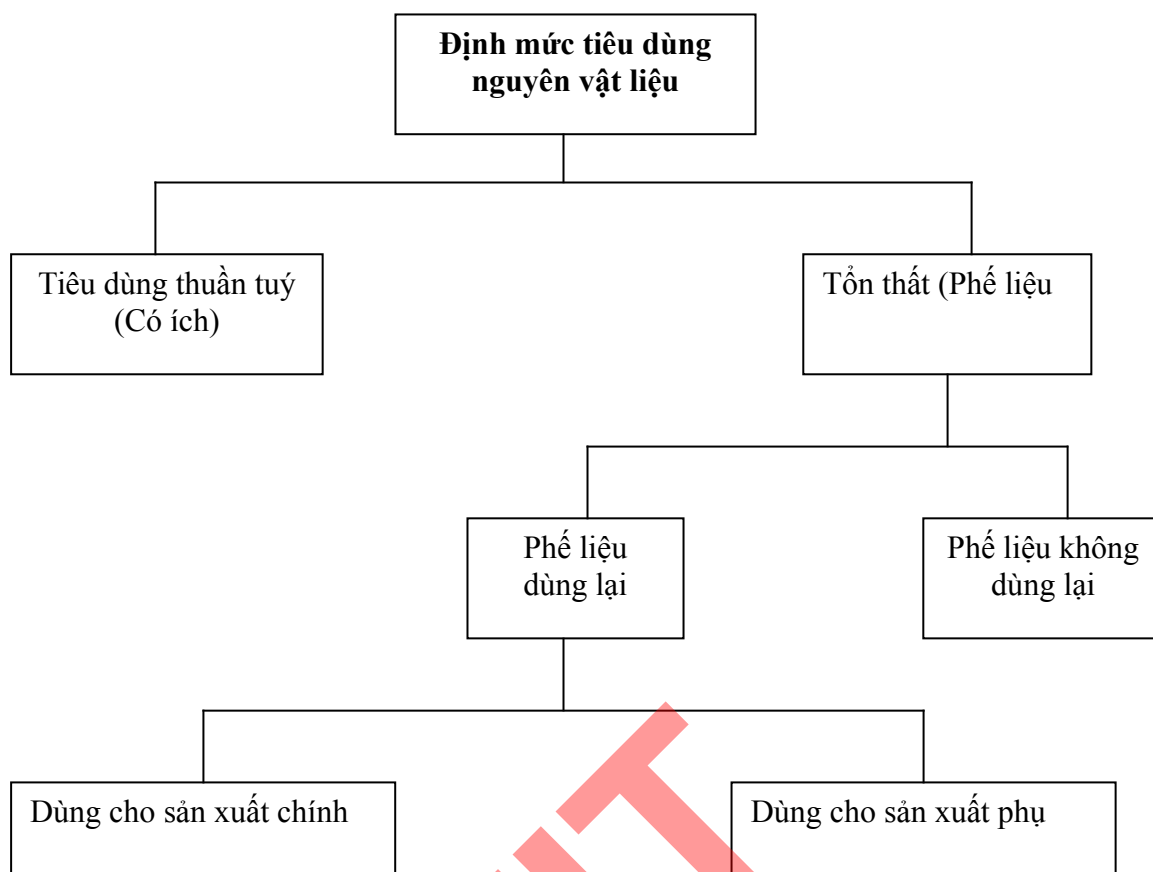 Định mức tiêu dùng
nguyên vật liệu
Tiêu dùng thuần tuý
(Có ích)
Tổn thất (Phế liệu
Phế liệu
dùng lại
Phế liệu không
dùng lại
Dùng cho sản xuất chính
Dùng cho sản xuất phụ